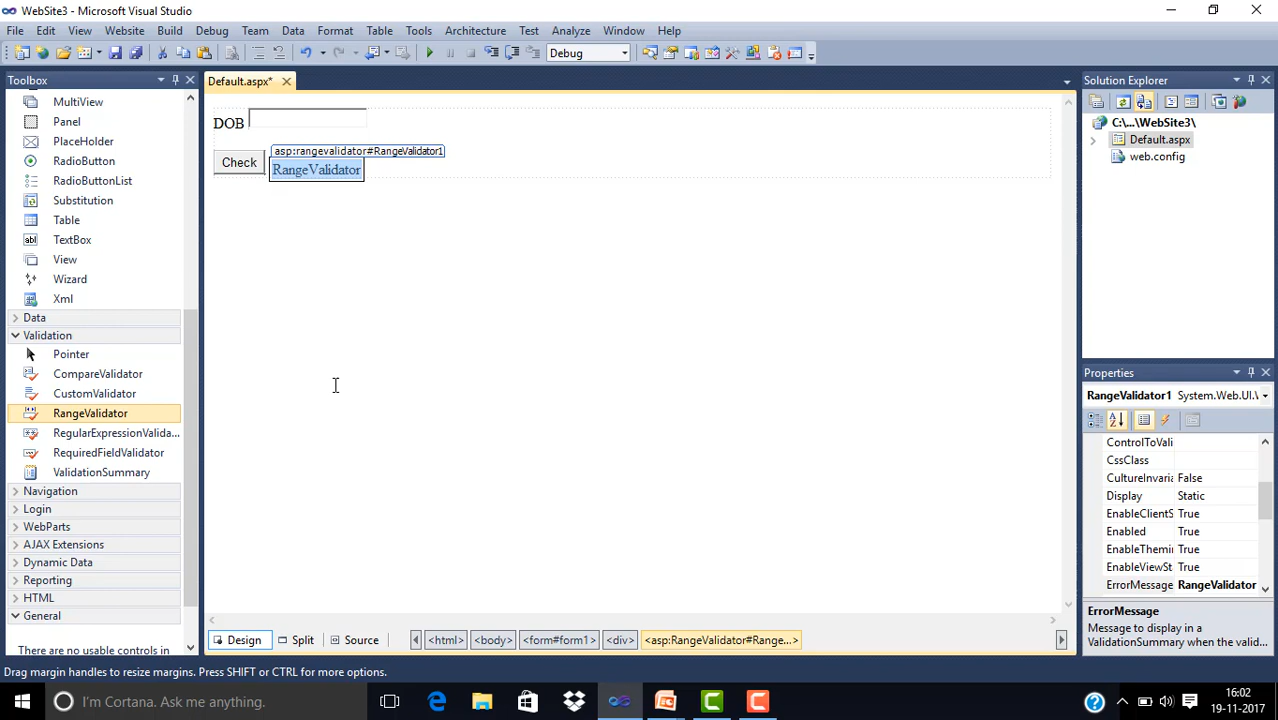 WebSite3 - Microsoft Visual Studio
File Edit View Website Build Debug Team Data Format Table Tools Architecture Test Analyze Window Help
Debug
Toolbox
MultiView
Panel
PlaceHolder
RadioButton
RadioButtonList
Substitution
Table
TextBox
View
Wizard
Xml
Data
Validation
Pointer
CompareValidator
CustomValidator
RangeValidator
RegularExpressionValida...
RequiredFieldValidator
ValidationSummary
Navigation
Login
WebParts
AJAX Extensions
Dynamic Data
Reporting
HTML
General
There are no usable controls in
Default.aspx*
DOB
asp:rangevalidator#RangeValidator1
Check
RangeValidator
Design Split Source <html> <body> <form#form1> <div> <asp:RangeValidator#Range...>
Solution Explorer
C:\...\WebSite3\
Default.aspx
web.config
Properties
RangeValidator1 System.Web.UI.\
ControlToVali
CssClass
CultureInvaria False
Display Static
EnableClientS True
Enabled True
EnableThemin True
EnableViewSt True
ErrorMessage RangeValidator
ErrorMessage
Message to display in a
ValidationSummary when the valid...
Drag margin handles to resize margins. Press SHIFT or CTRL for more options.
I'm Cortana. Ask me anything.
16:02
19-11-2017